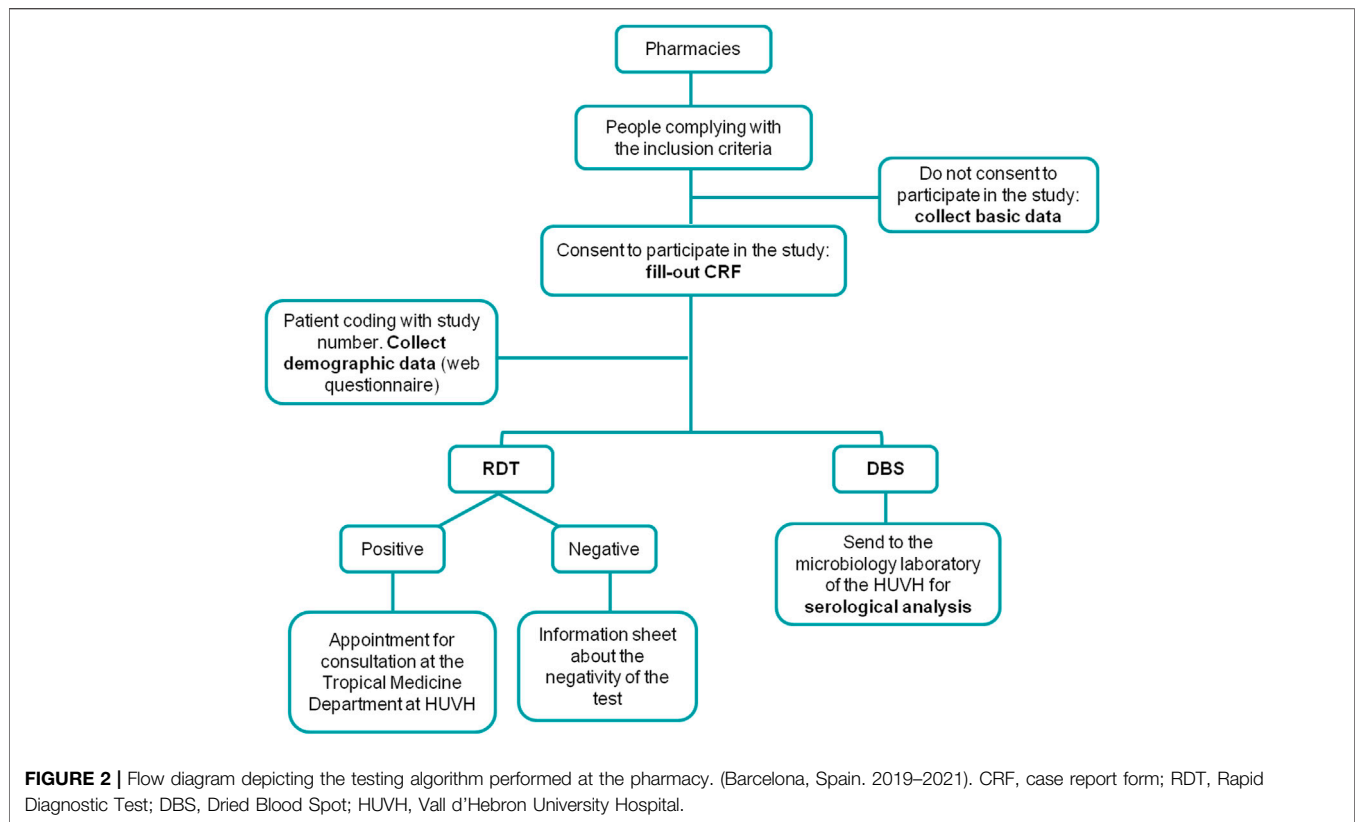 Pharmacies
People complying with
the inclusion criteria
Do not consent to
participate in the study:
collect basic data
Consent to participate in the study:
fill-out CRF
Patient coding with study
number. Collect
demographic data (web
questionnaire)
RDT
DBS
Positive
Negative
Send to the
microbiology laboratory
of the HUVH for
serological analysis
Appointment for
consultation at the
Tropical Medicine
Department at HUVH
Information sheet
about the
negativity of the
test
FIGURE 2 | Flow diagram depicting the testing algorithm performed at the pharmacy. (Barcelona, Spain. 2019–2021). CRF, case report form; RDT, Rapid
Diagnostic Test; DBS, Dried Blood Spot; HUVH, Vall d’Hebron University Hospital.